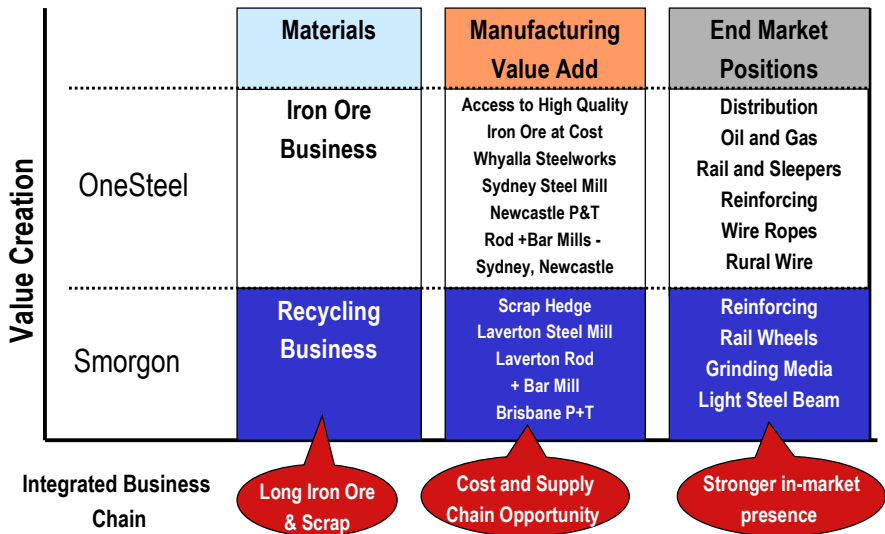 Materials
Manufacturing
Value Add
End Market
Positions
Value Creation
OneSteel
Iron Ore
Business
Access to High Quality
Iron Ore at Cost
Whyalla Steelworks
Sydney Steel Mill
Newcastle P&T
Rod +Bar Mills -
Sydney, Newcastle
Distribution
Oil and Gas
Rail and Sleepers
Reinforcing
Wire Ropes
Rural Wire
Smorgon
Recycling
Business
Scrap Hedge
Laverton Steel Mill
Laverton Rod
+ Bar Mill
Brisbane P+T
Reinforcing
Rail Wheels
Grinding Media
Light Steel Beam
Integrated Business
Chain
Long Iron Ore
& Scrap
Cost and Supply
Chain Opportunity
Stronger in-market
presence